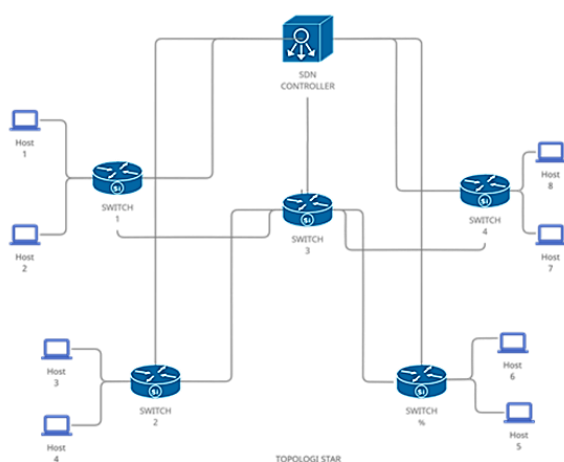 SDN
CONTROLLER
Host
1
Host
8
SWITCH
1
SWITCH
4
SWITCH
3
Host
2
Host
7
Host
3
Host
6
SWITCH
2
SWITCH
%
Host
4
Host
5
TOPOLOGI STAR